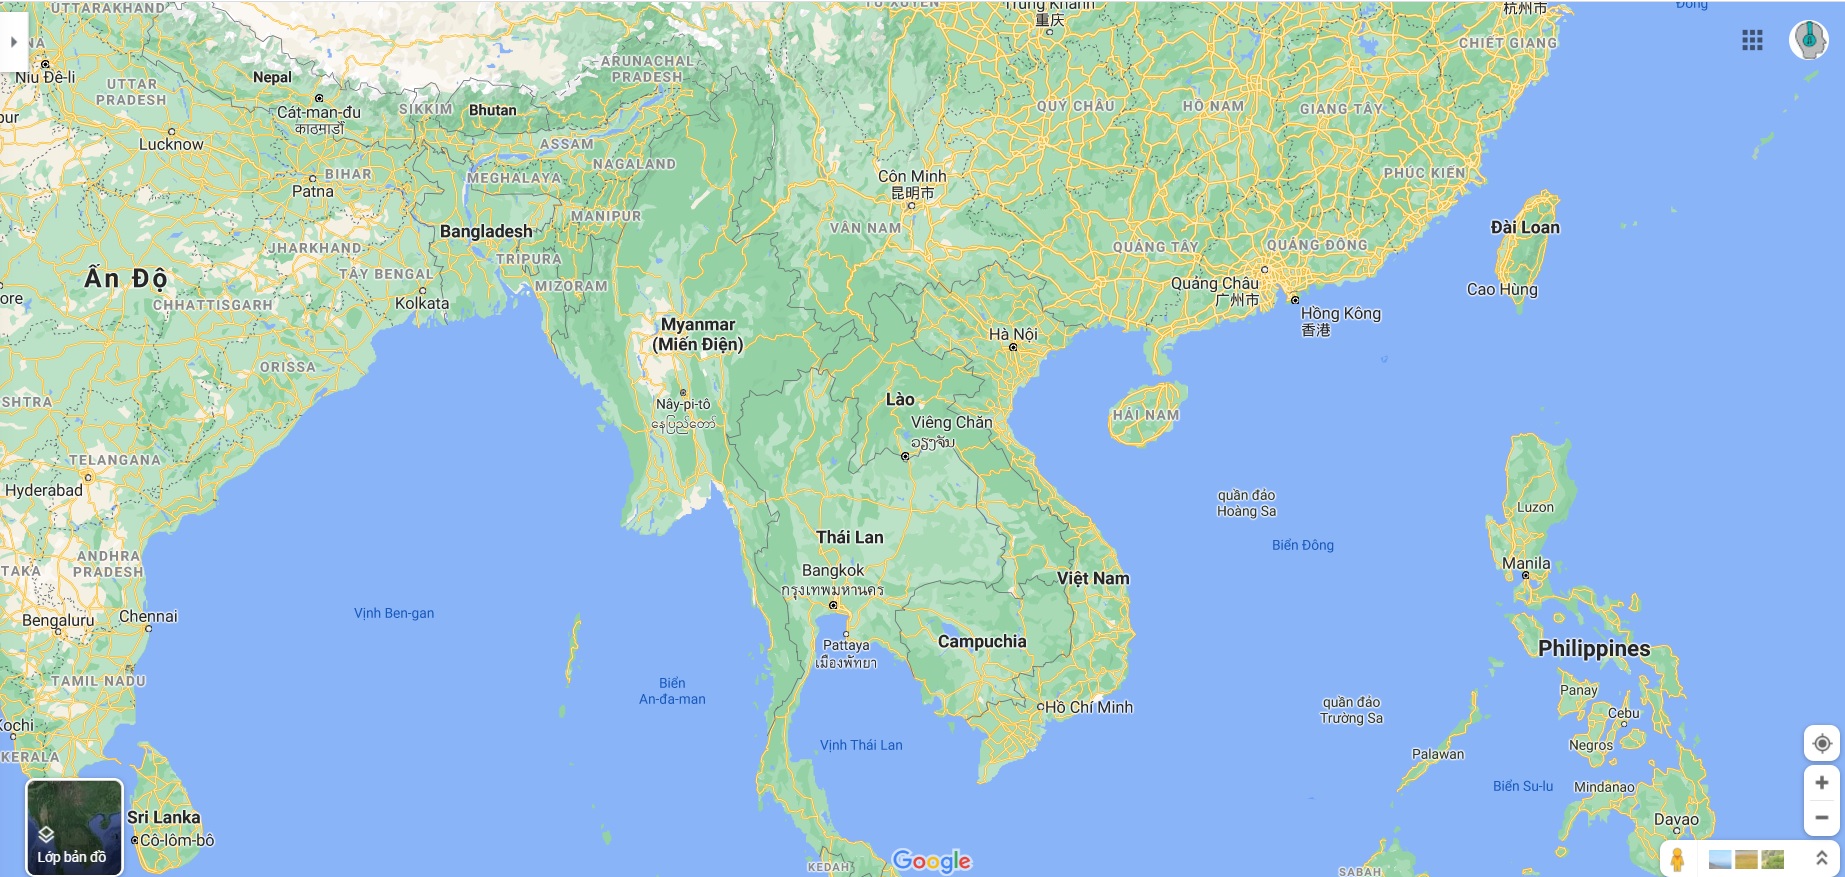 UTTARAKHAND
TỨ XUYÊN
Trùng Khánh
重庆
杭州市
CHIẾT GIANG
Niu Đê-li
UTTAR
PRADESH
Nepal
Cát-man-đu
काठमाडौँ
SIKKIM
Bhutan
ARUNACHAL
PRADESH
QUÝ CHÂU
HỒ NAM
GIANG TÂY
Lucknow
ASSAM
NAGALAND
BIHAR
Patna
MEGHALAYA
Côn Minh
昆明市
PHÚC KIẾN
MANIPUR
VÂN NAM
Bangladesh
JHARKHAND
TRIPURA
QUẢNG TÂY
QUẢNG ĐÔNG
Đài Loan
Ấn Độ
TÂY BENGAL
MIZORAM
Quảng Châu
广州市
Cao Hùng
CHHATTISGARH
Kolkata
Hồng Kông
香港
Myanmar
(Miến Điện)
Hà Nội
ORISSA
Nây-pi-tô
နေပြည်တော်
Lào
Viêng Chăn
ວຽງຈັນ
HẢI NAM
TELANGANA
Hyderabad
quần đảo
Hoàng Sa
Luzon
Thái Lan
Biển Đông
ANDHRA
PRADESH
Bangkok
กรุงเทพมหานคร
Việt Nam
Manila
Vịnh Ben-gan
Bengaluru
Chennai
Pattaya
เมืองพัทยา
Campuchia
Philippines
TAMIL NADU
Biển
An-đa-man
Panay
Kochi
Hồ Chí Minh
quần đảo
Trường Sa
Cebu
KERALA
Vịnh Thái Lan
Palawan
Negros
Biển Su-lu
Mindanao
Sri Lanka
Cô-lôm-bô
Davao
Lớp bản đồ
KEDAH
Google
SABAH